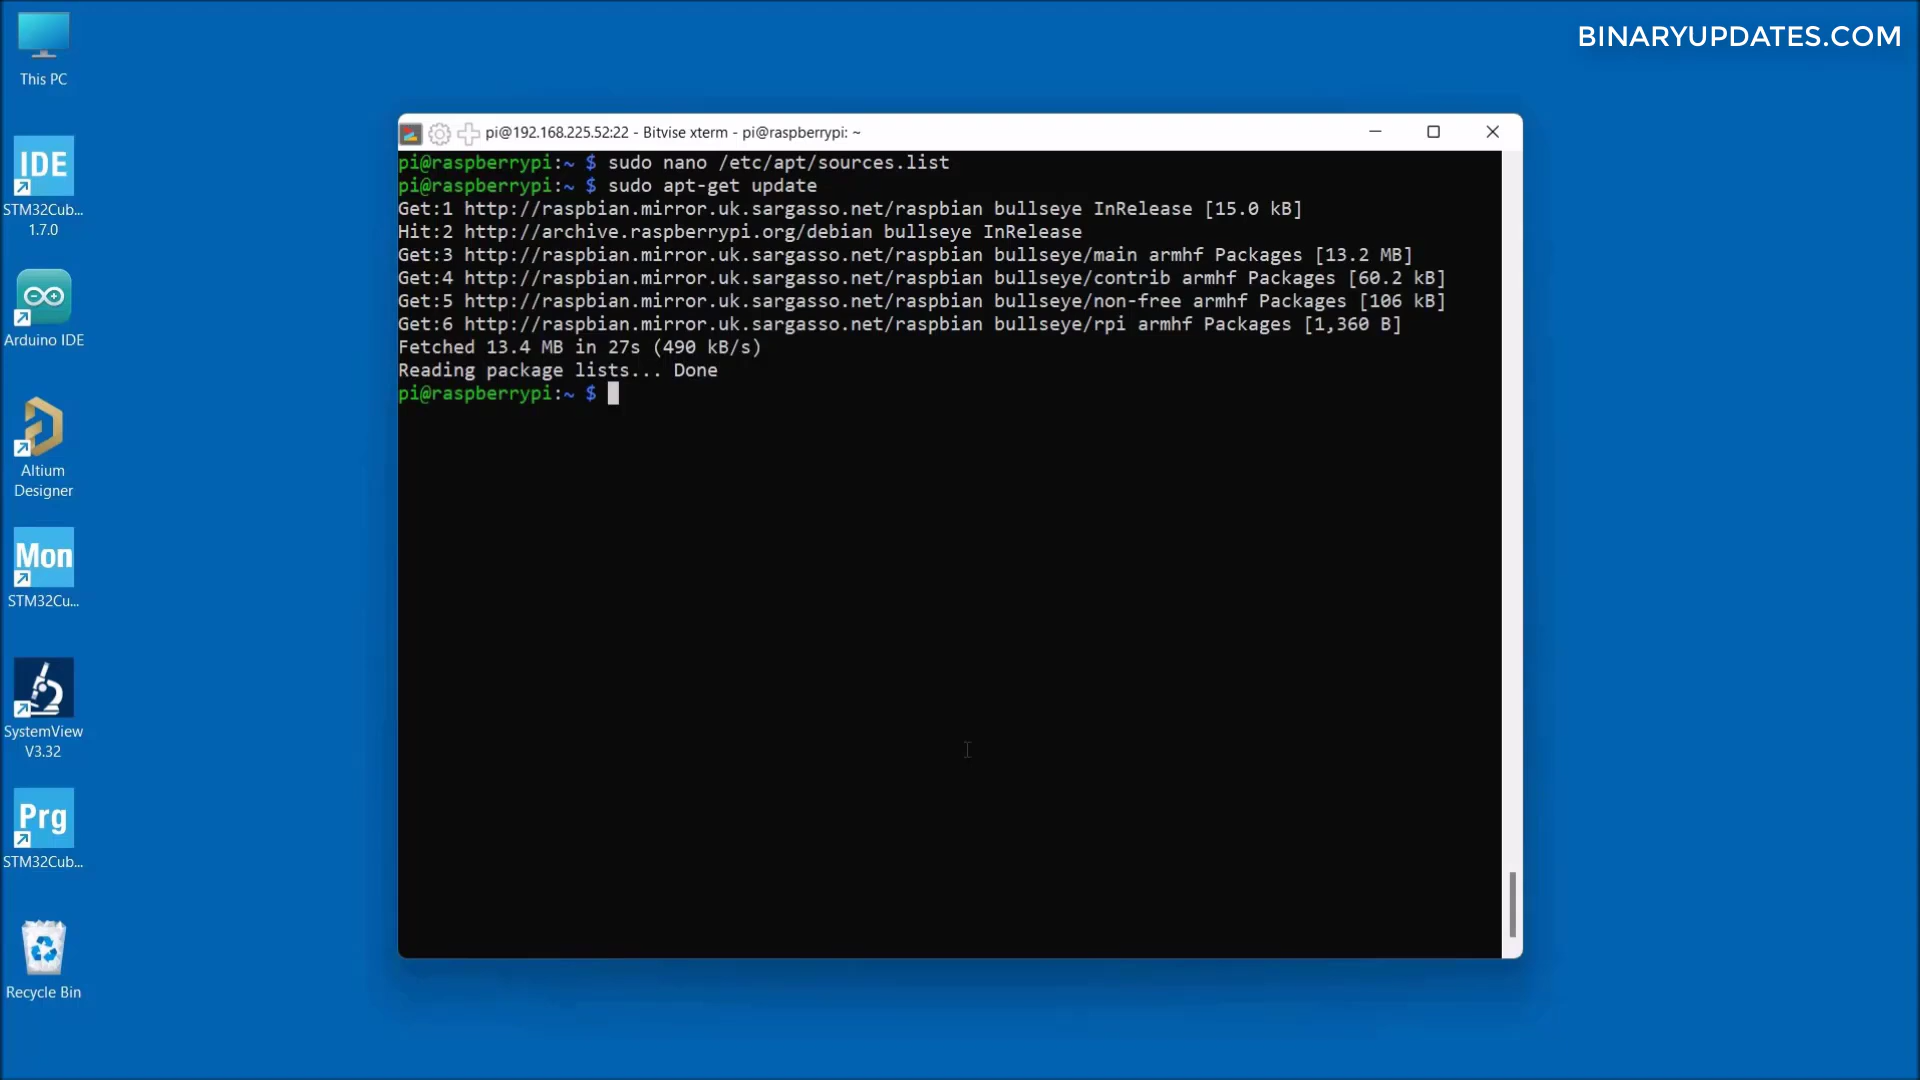 BINARYUPDATES.COM
This PC
IDE
STM32Cub...
1.7.0
Arduino IDE
Altium
Designer
Mon
STM32Cu...
SystemView
V3.32
Prg
STM32Cub...
Recycle Bin
pi@192.168.225.52:22 - Bitvise xterm - pi@raspberrypi: ~
pi@raspberrypi:~ $ sudo nano /etc/apt/sources.list
pi@raspberrypi:~ $ sudo apt-get update
Get:1 http://raspbian.mirror.uk.sargasso.net/raspbian bullseye InRelease [15.0 kB]
Hit:2 http://archive.raspberrypi.org/debian bullseye InRelease
Get:3 http://raspbian.mirror.uk.sargasso.net/raspbian bullseye/main armhf Packages [13.2 MB]
Get:4 http://raspbian.mirror.uk.sargasso.net/raspbian bullseye/contrib armhf Packages [60.2 kB]
Get:5 http://raspbian.mirror.uk.sargasso.net/raspbian bullseye/non-free armhf Packages [106 kB]
Get:6 http://raspbian.mirror.uk.sargasso.net/raspbian bullseye/rpi armhf Packages [1,360 B]
Fetched 13.4 MB in 27s (490 kB/s)
Reading package lists... Done
pi@raspberrypi:~ $